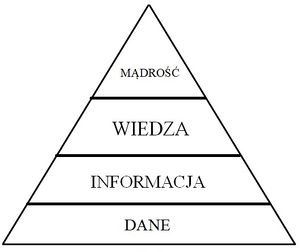 MĄDROŚĆ
WIEDZA
INFORMACJA
DANE